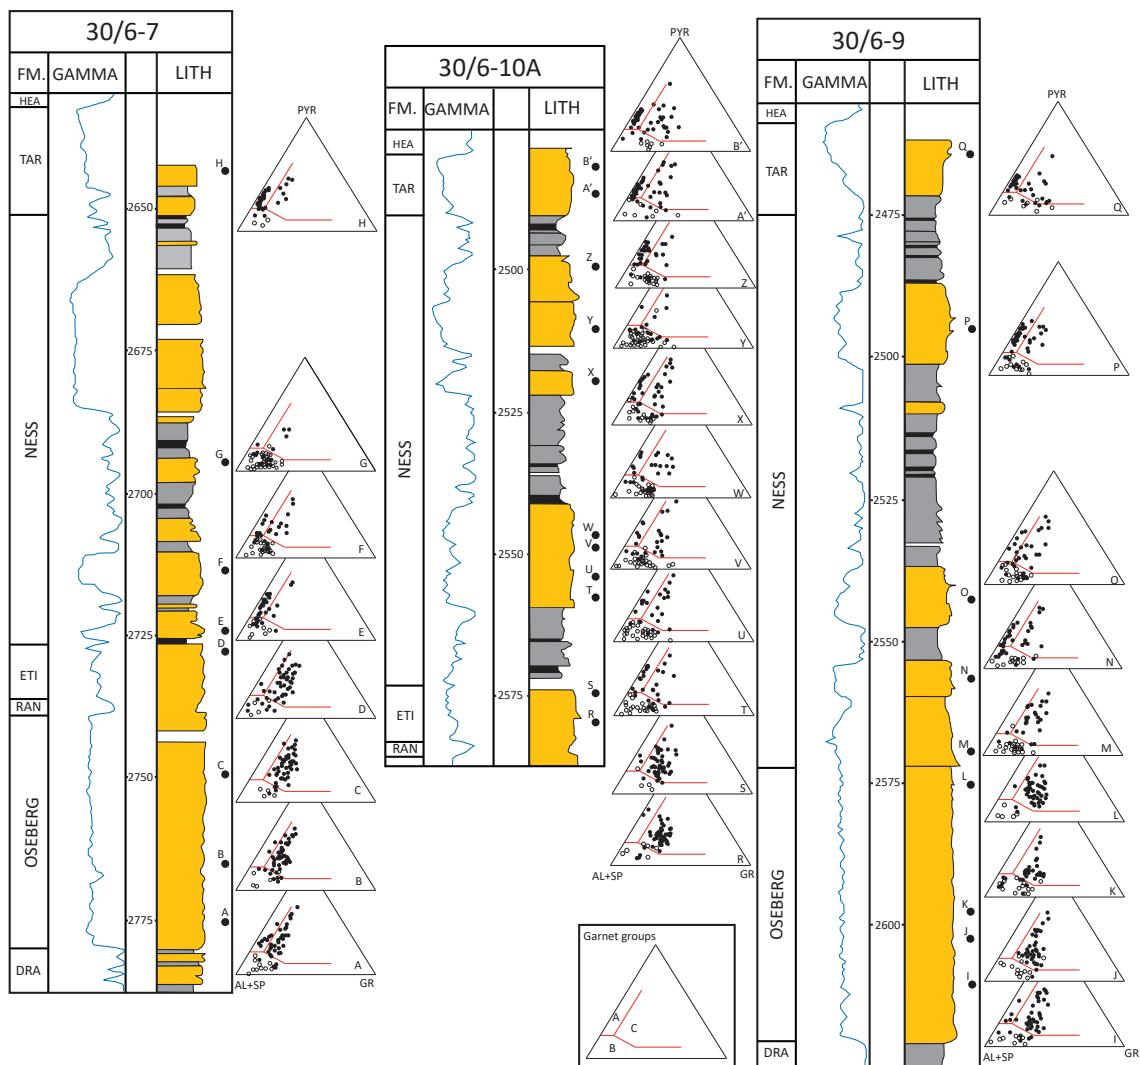 30/6-7
FM. GAMMA LITH
HEA
TAR
NESS
ETI
RAN
OSEBERG
DRA
2650
2675
2700
2725
2750
2775
H
G
F
E
D
C
B
A
PYR
H
G
F
E
D
C
B
A
AL+SP GR
30/6-10A
FM. GAMMA LITH
HEA
TAR
NESS
ETI
RAN
2500
2525
2550
2575
B'
A'
Z
Y
X
W
V
U
T
S
R
PYR
B'
A'
Z
Y
X
W
V
U
T
S
R
AL+SP GR
Garnet groups
A
C
B
30/6-9
FM. GAMMA LITH
HEA
TAR
NESS
OSEBERG
DRA
2475
2500
2525
2550
2575
2600
Q
P
O
N
M
L
K
J
I
PYR
Q
P
O
N
M
L
K
J
I
AL+SP GR